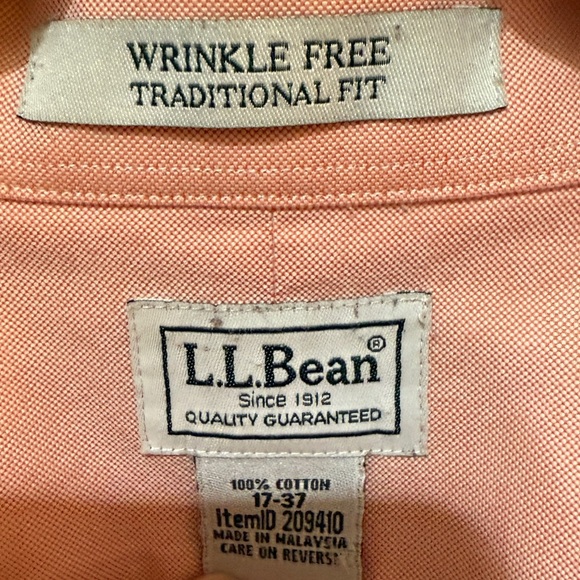 WRINKLE FREE
TRADITIONAL FIT
L.L.Bean®
Since 1912
QUALITY GUARANTEED
100% COTTON
17-37
ItemID 209410
MADE IN MALAYSIA
CARE ON REVERSE